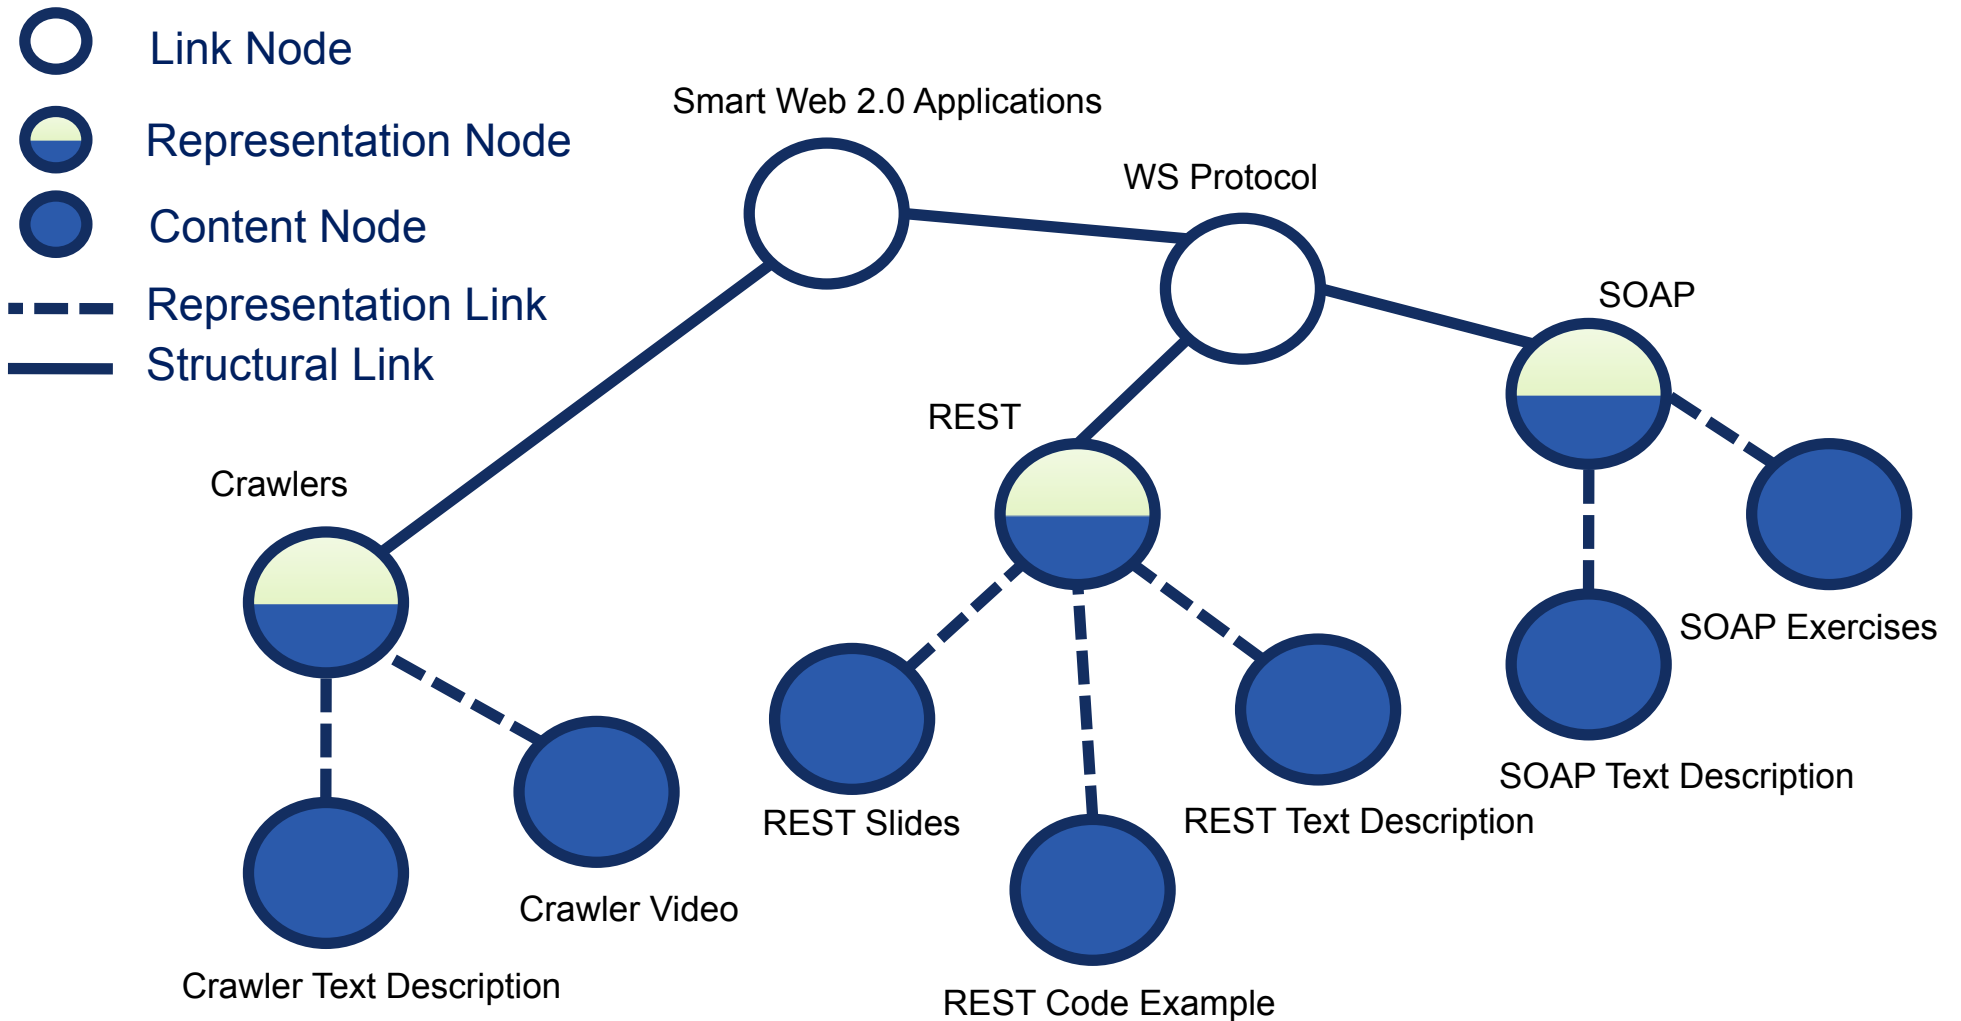 Link Node
Representation Node
Content Node
Representation Link
Structural Link
Smart Web 2.0 Applications
WS Protocol
SOAP
REST
Crawlers
SOAP Exercises
SOAP Text Description
REST Slides
REST Text Description
Crawler Video
Crawler Text Description
REST Code Example